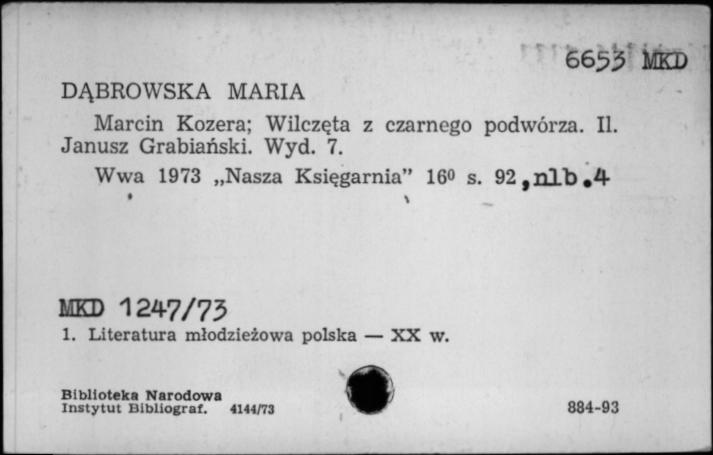 6653 MKD
DĄBROWSKA MARIA
Marcin Kozera; Wilczęta z czarnego podwórza. Il.
Janusz Grabiański. Wyd. 7.
Wwa 1973 „Nasza Księgarnia” 16⁰ s. 92, nlb. 4
MKD 1247/73
1. Literatura młodzieżowa polska — XX w.
Biblioteka Narodowa
Instytut Bibliograf. 4144/73
884-93